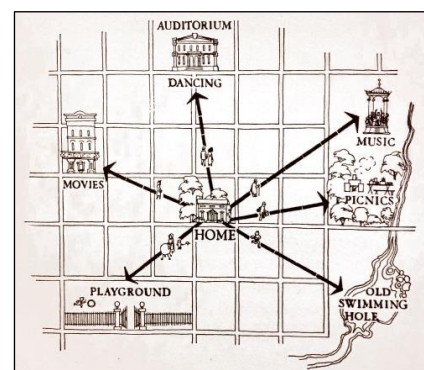 AUDITORIUM
DANCING
MUSIC
MOVIES
PICNICS
HOME
PLAYGROUND
OLD
SWIMMING
HOLE